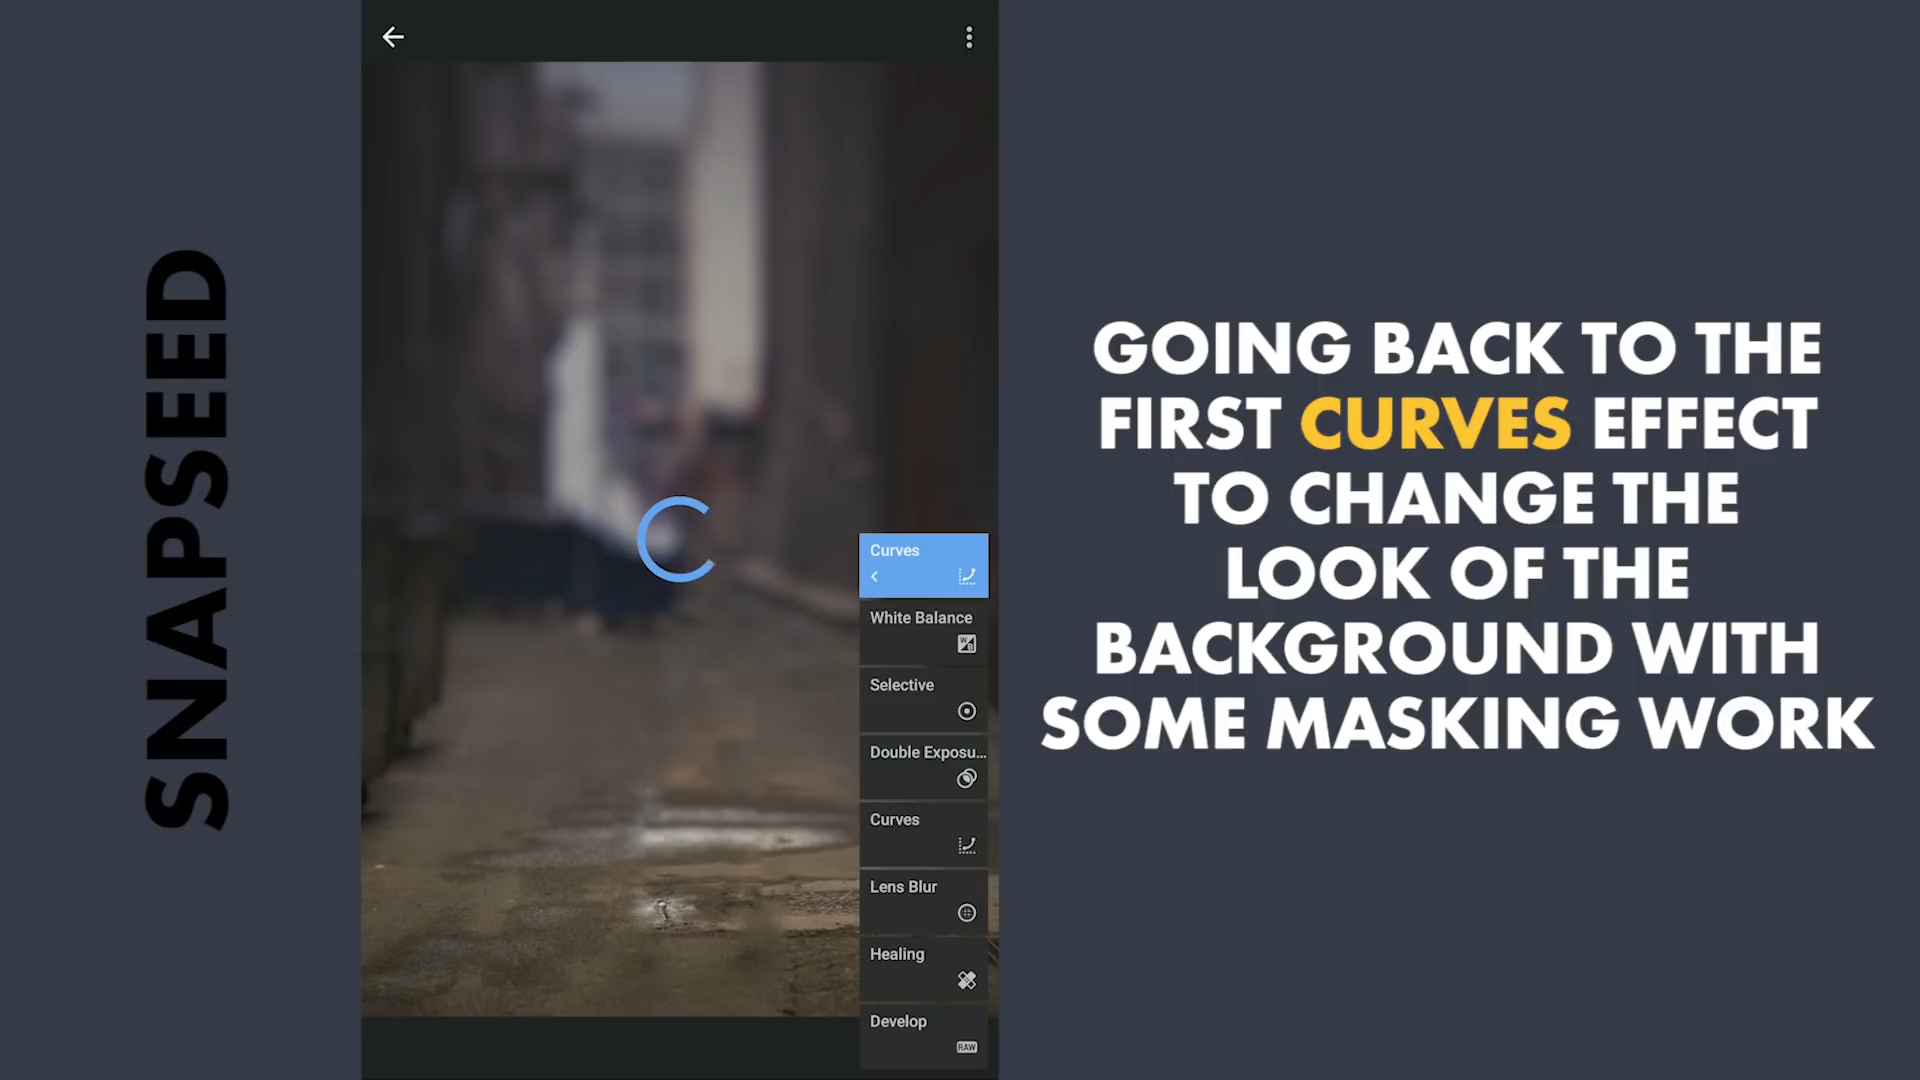 SNAPSEED
Curves
White Balance
Selective
Double Exposu...
Curves
Lens Blur
Healing
Develop
RAW
GOING BACK TO THE
FIRST CURVES EFFECT
TO CHANGE THE
LOOK OF THE
BACKGROUND WITH
SOME MASKING WORK